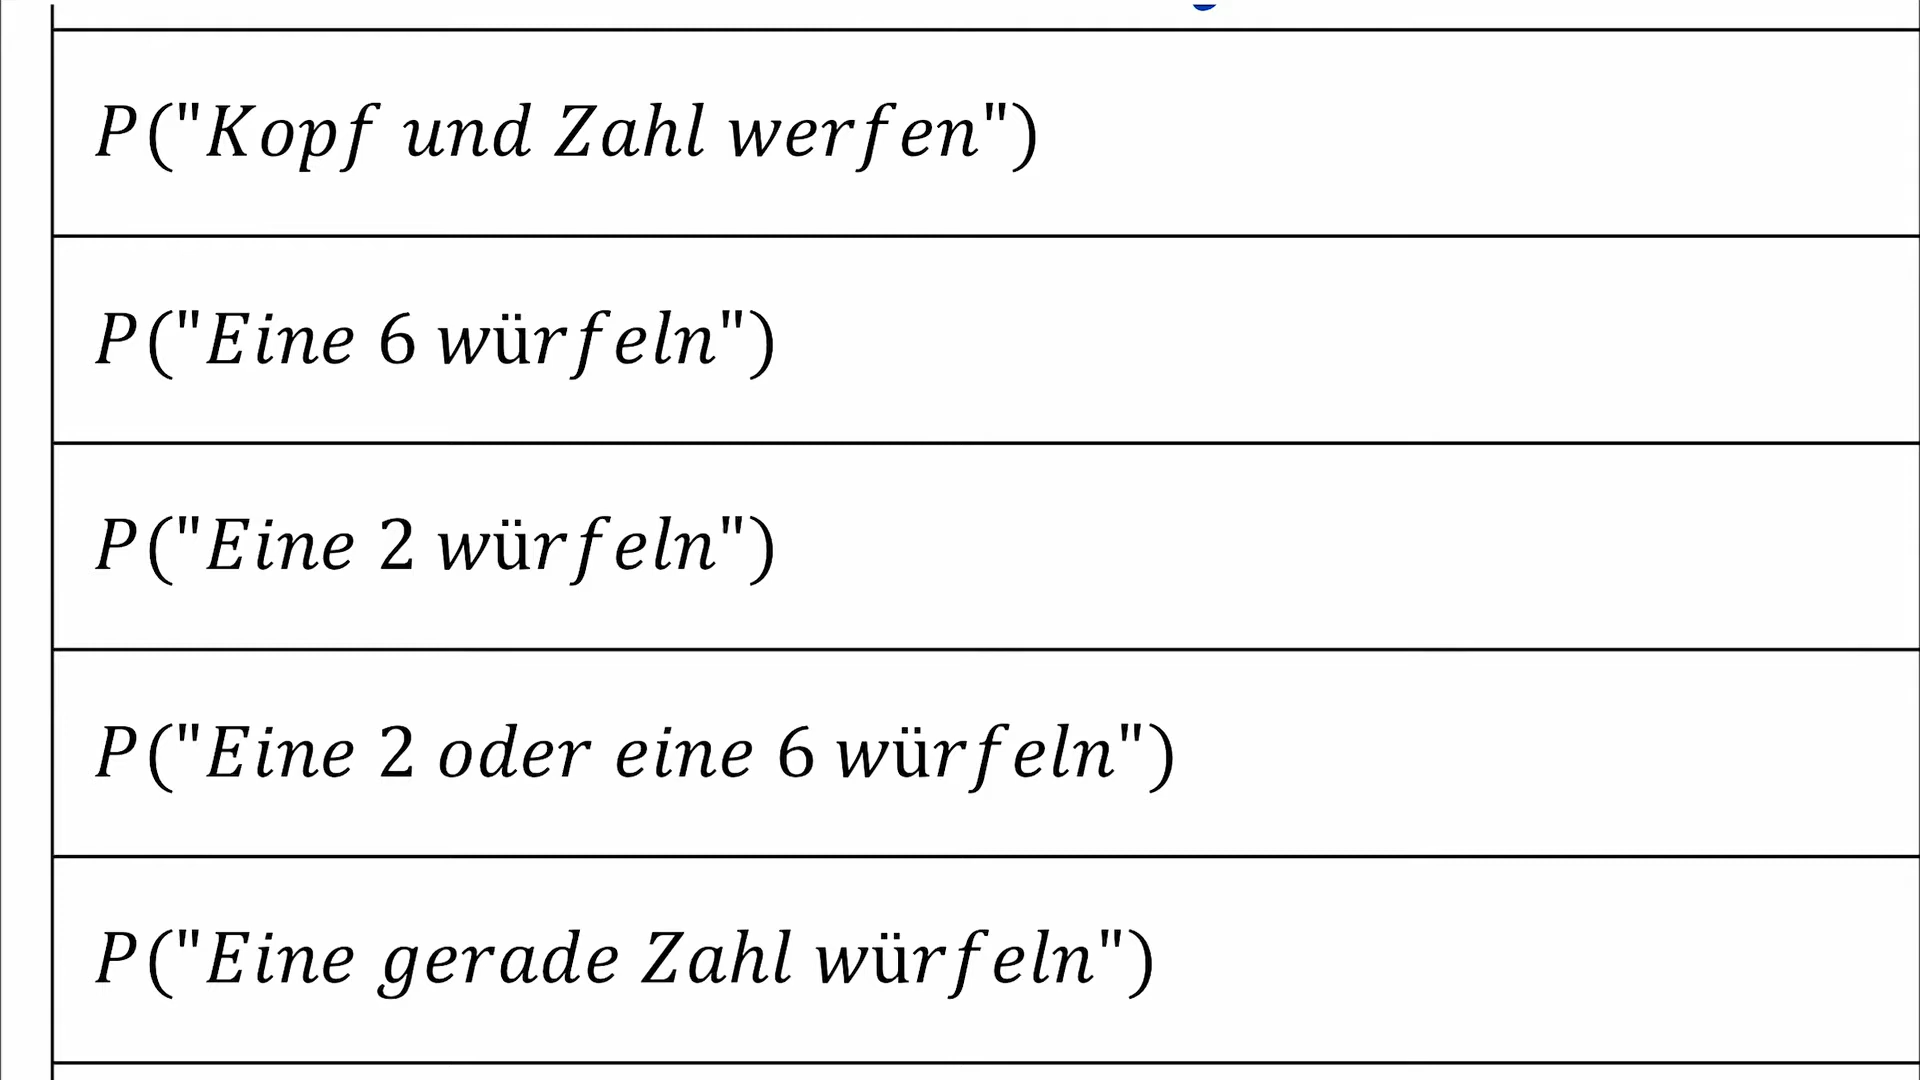 P("Kopf und Zahl werfen")
P("Eine 6 würfeln")
P("Eine 2 würfeln")
P("Eine 2 oder eine 6 würfeln")
P("Eine gerade Zahl würfeln")